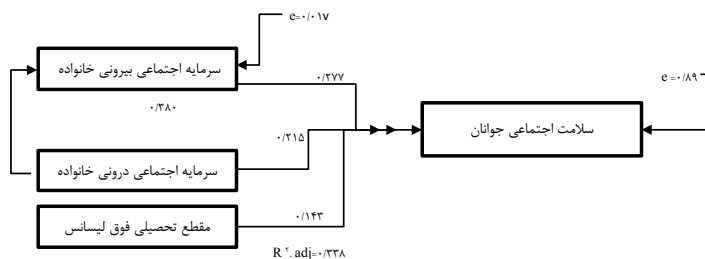 e=۰/۰۱۷
سرمایه اجتماعی بیرونی خانواده
۰/۲۷۷
e =۰/۸۹
۰/۳۸۰
سلامت اجتماعی جوانان
۰/۲۱۵
سرمایه اجتماعی درونی خانواده
مقطع تحصیلی فوق لیسانس
۰/۱۴۳
R ۲. adj=۰/۳۳۸